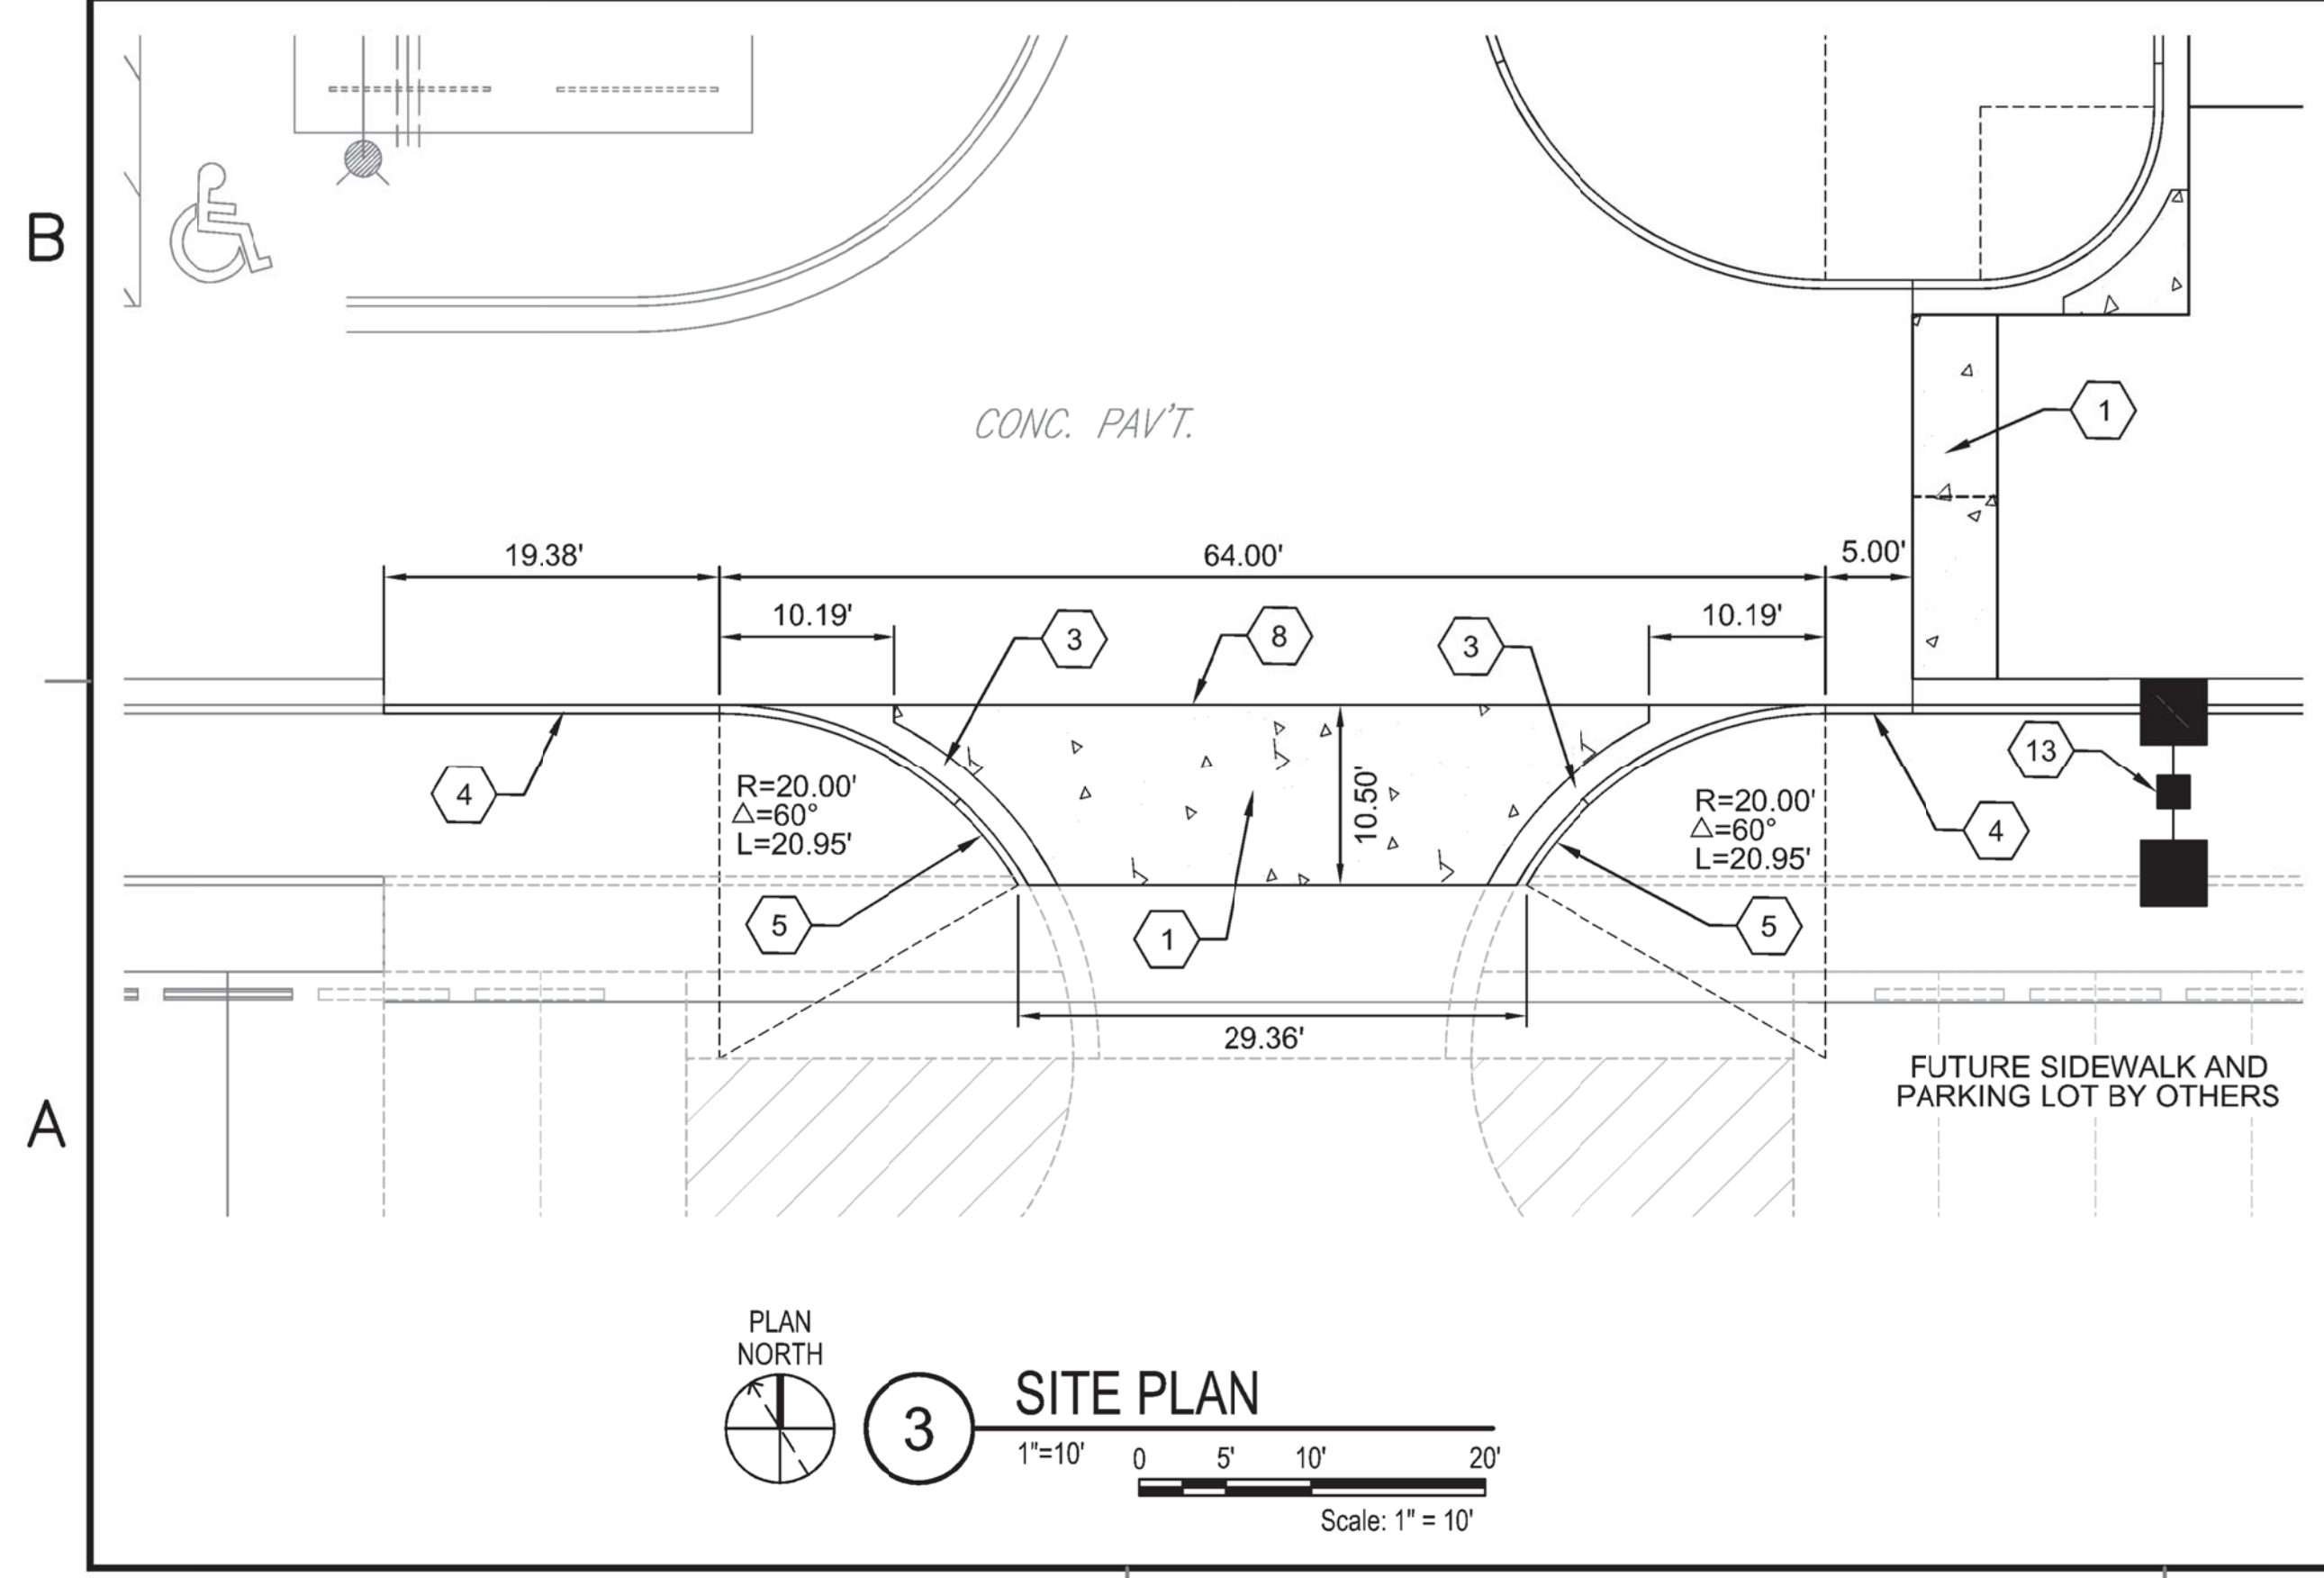 B
CONC. PAV'T.
1
19.38'
64.00'
5.00'
10.19'
3
8
3
10.19'
13
4
R=20.00'
△=60°
L=20.95'
10.50'
R=20.00'
△=60°
L=20.95'
4
5
1
5
29.36'
A
FUTURE SIDEWALK AND
PARKING LOT BY OTHERS
PLAN
NORTH
3
SITE PLAN
1"=10'
0 5' 10' 20'
Scale: 1" = 10'